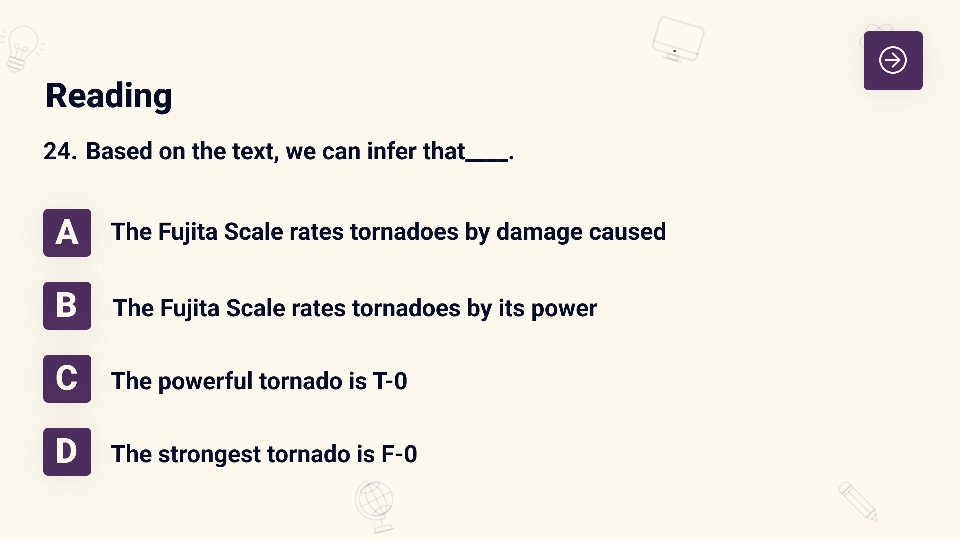 Reading
24. Based on the text, we can infer that____.
A The Fujita Scale rates tornadoes by damage caused
B The Fujita Scale rates tornadoes by its power
C The powerful tornado is T-0
D The strongest tornado is F-0